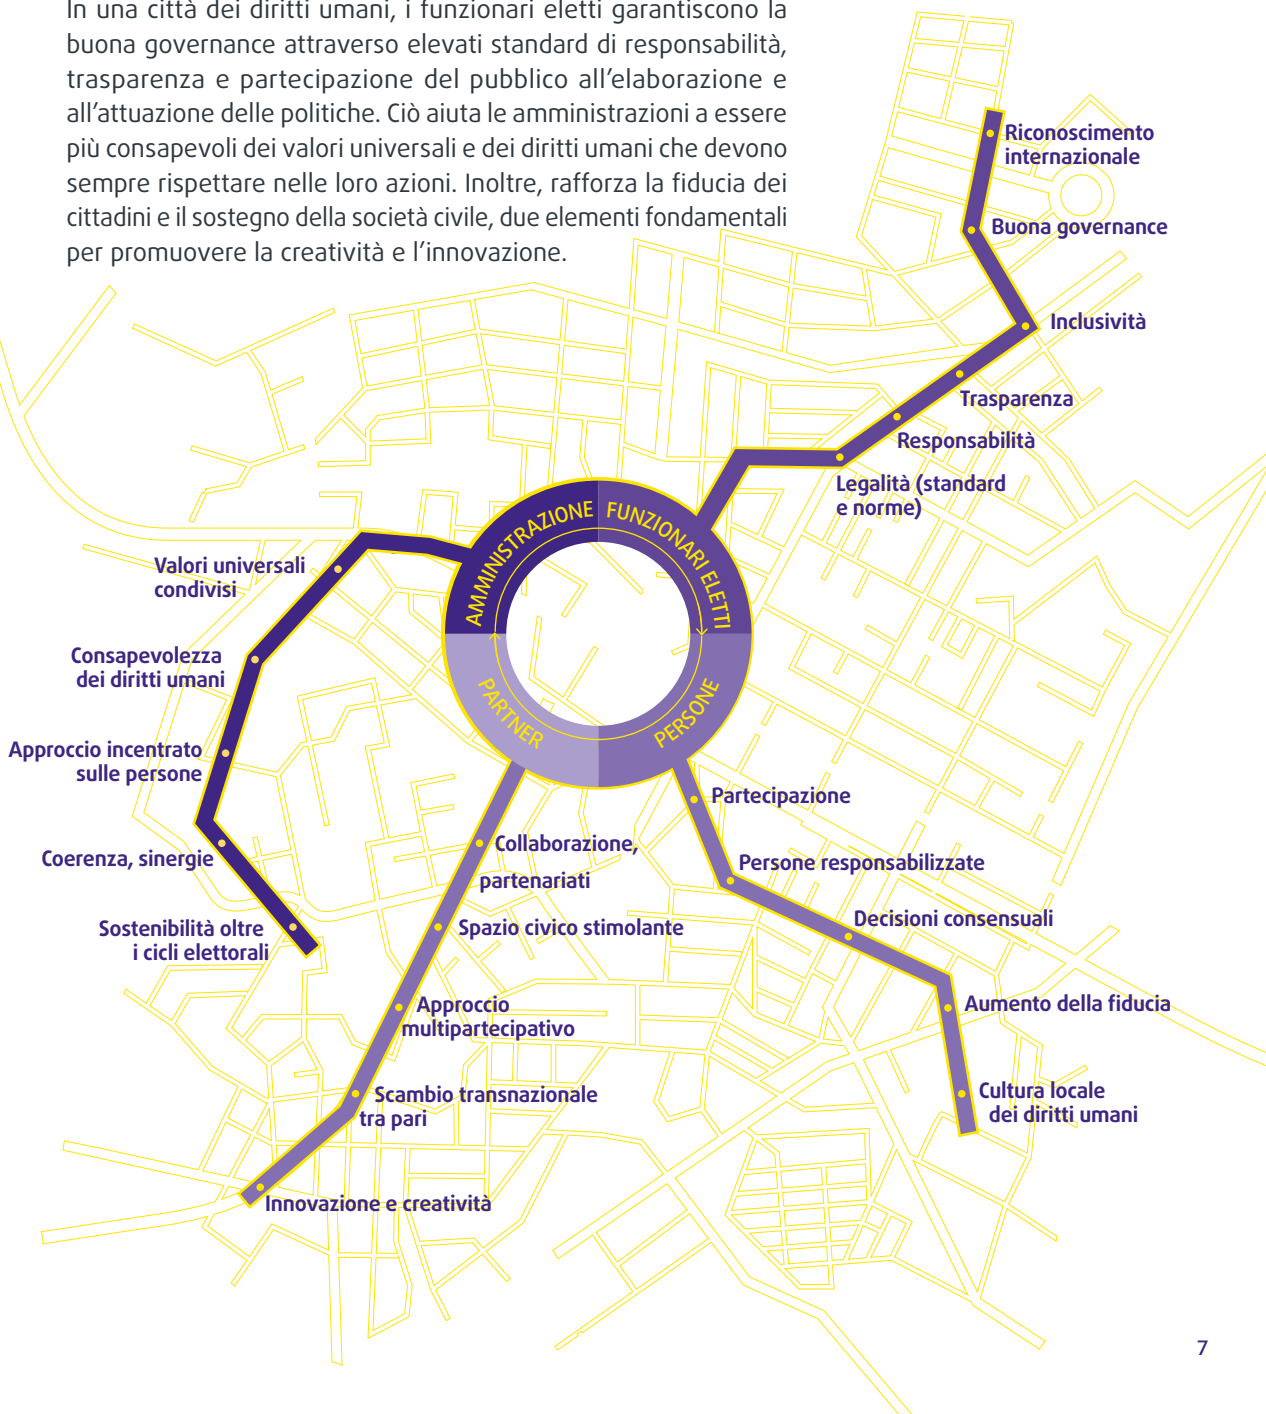 In una città dei diritti umani, i funzionari eletti garantiscono la
buona governance attraverso elevati standard di responsabilità,
trasparenza e partecipazione del pubblico all’elaborazione e
all’attuazione delle politiche. Ciò aiuta le amministrazioni a essere
più consapevoli dei valori universali e dei diritti umani che devono
sempre rispettare nelle loro azioni. Inoltre, rafforza la fiducia dei
cittadini e il sostegno della società civile, due elementi fondamentali
per promuovere la creatività e l’innovazione.
Riconoscimento
internazionale
Buona governance
Inclusività
Trasparenza
Responsabilità
Legalità (standard
e norme)
AMMINISTRAZIONE
FUNZIONARI ELETTI
PARTNER
PERSONE
Valori universali
condivisi
Consapevolezza
dei diritti umani
Approccio incentrato
sulle persone
Coerenza, sinergie
Sostenibilità oltre
i cicli elettorali
Collaborazione,
partenariati
Spazio civico stimolante
Approccio
multipartecipativo
Scambio transnazionale
tra pari
Innovazione e creatività
Partecipazione
Persone responsabilizzate
Decisioni consensuali
Aumento della fiducia
Cultura locale
dei diritti umani
7